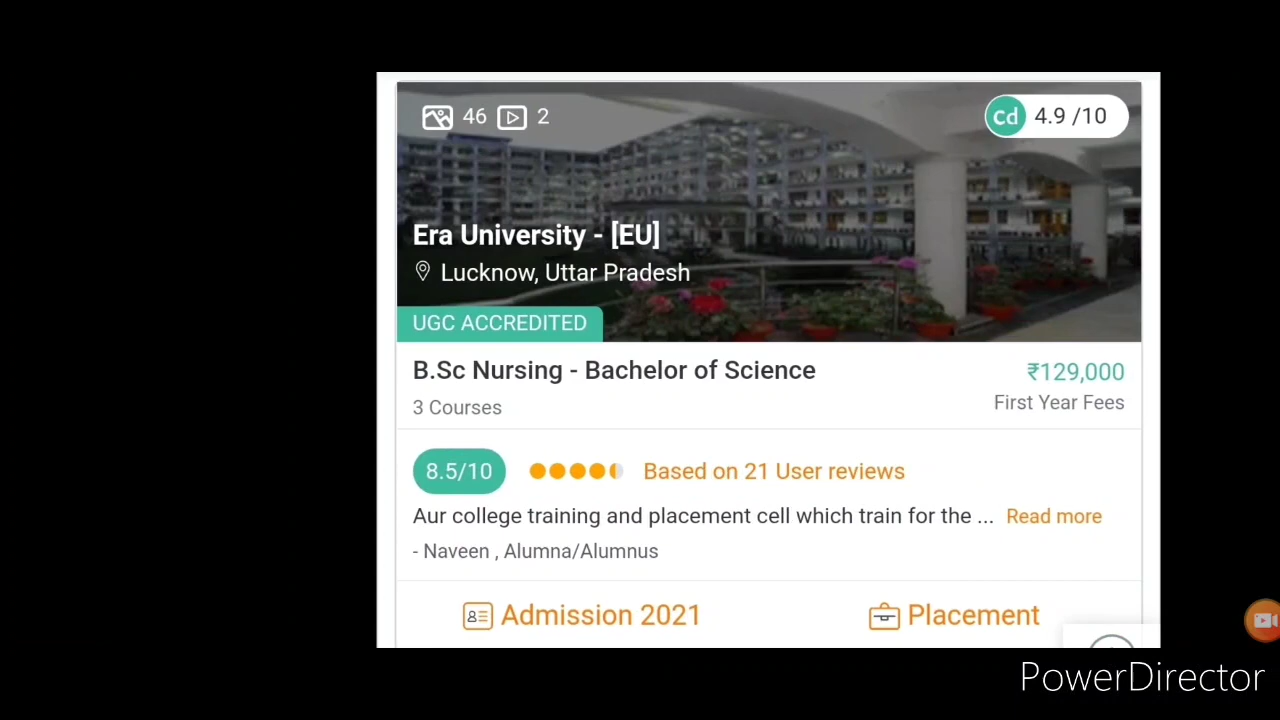 46 2
cd 4.9 /10
Era University - [EU]
Lucknow, Uttar Pradesh
UGC ACCREDITED
B.Sc Nursing - Bachelor of Science
₹129,000
3 Courses
First Year Fees
8.5/10 Based on 21 User reviews
Aur college training and placement cell which train for the ... Read more
- Naveen , Alumna/Alumnus
Admission 2021 Placement
PowerDirector